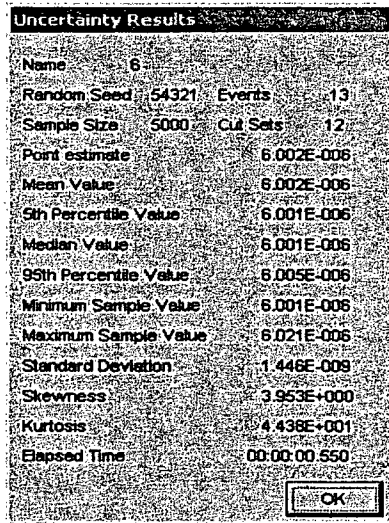 Uncertainty Results
Name 6
Random Seed 54321 Events 13
Sample Size 5000 Cut Sets 12
Point estimate 6.002E-006
Mean Value 6.002E-006
5th Percentile Value 6.001E-006
Median Value 6.001E-006
95th Percentile Value 6.005E-006
Minimum Sample Value 6.001E-006
Maximum Sample Value 6.021E-006
Standard Deviation 1.446E-009
Skewness 3.953E+000
Kurtosis 4.438E+001
Elapsed Time 00:00:00.550
OK